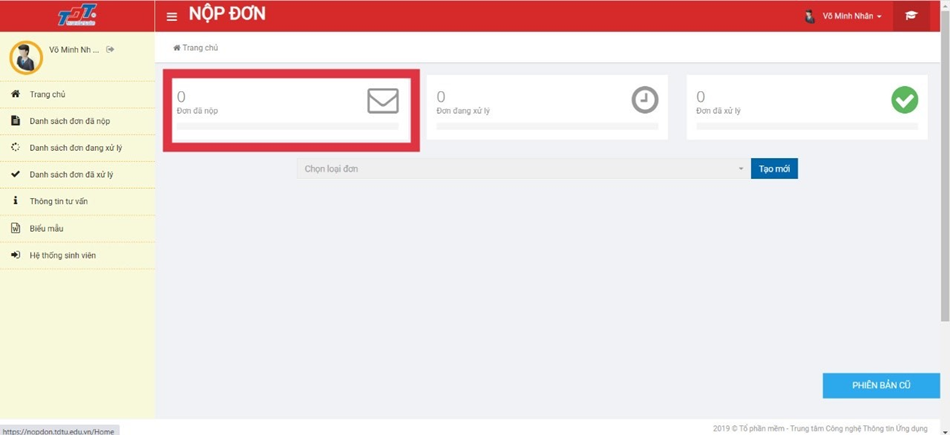 TDT
NỘP ĐƠN
Võ Minh Nhân
Võ Minh Nh ...
Trang chủ
Trang chủ
Danh sách đơn đã nộp
Danh sách đơn đang xử lý
Danh sách đơn đã xử lý
Thông tin tư vấn
Biểu mẫu
Hệ thống sinh viên
0
Đơn đã nộp
0
Đơn đang xử lý
0
Đơn đã xử lý
Chọn loại đơn
Tạo mới
PHIÊN BẢN CŨ
2019 © Tổ phần mềm - Trung tâm Công nghệ Thông tin Ứng dụng
https://nopdon.tdtu.edu.vn/Home